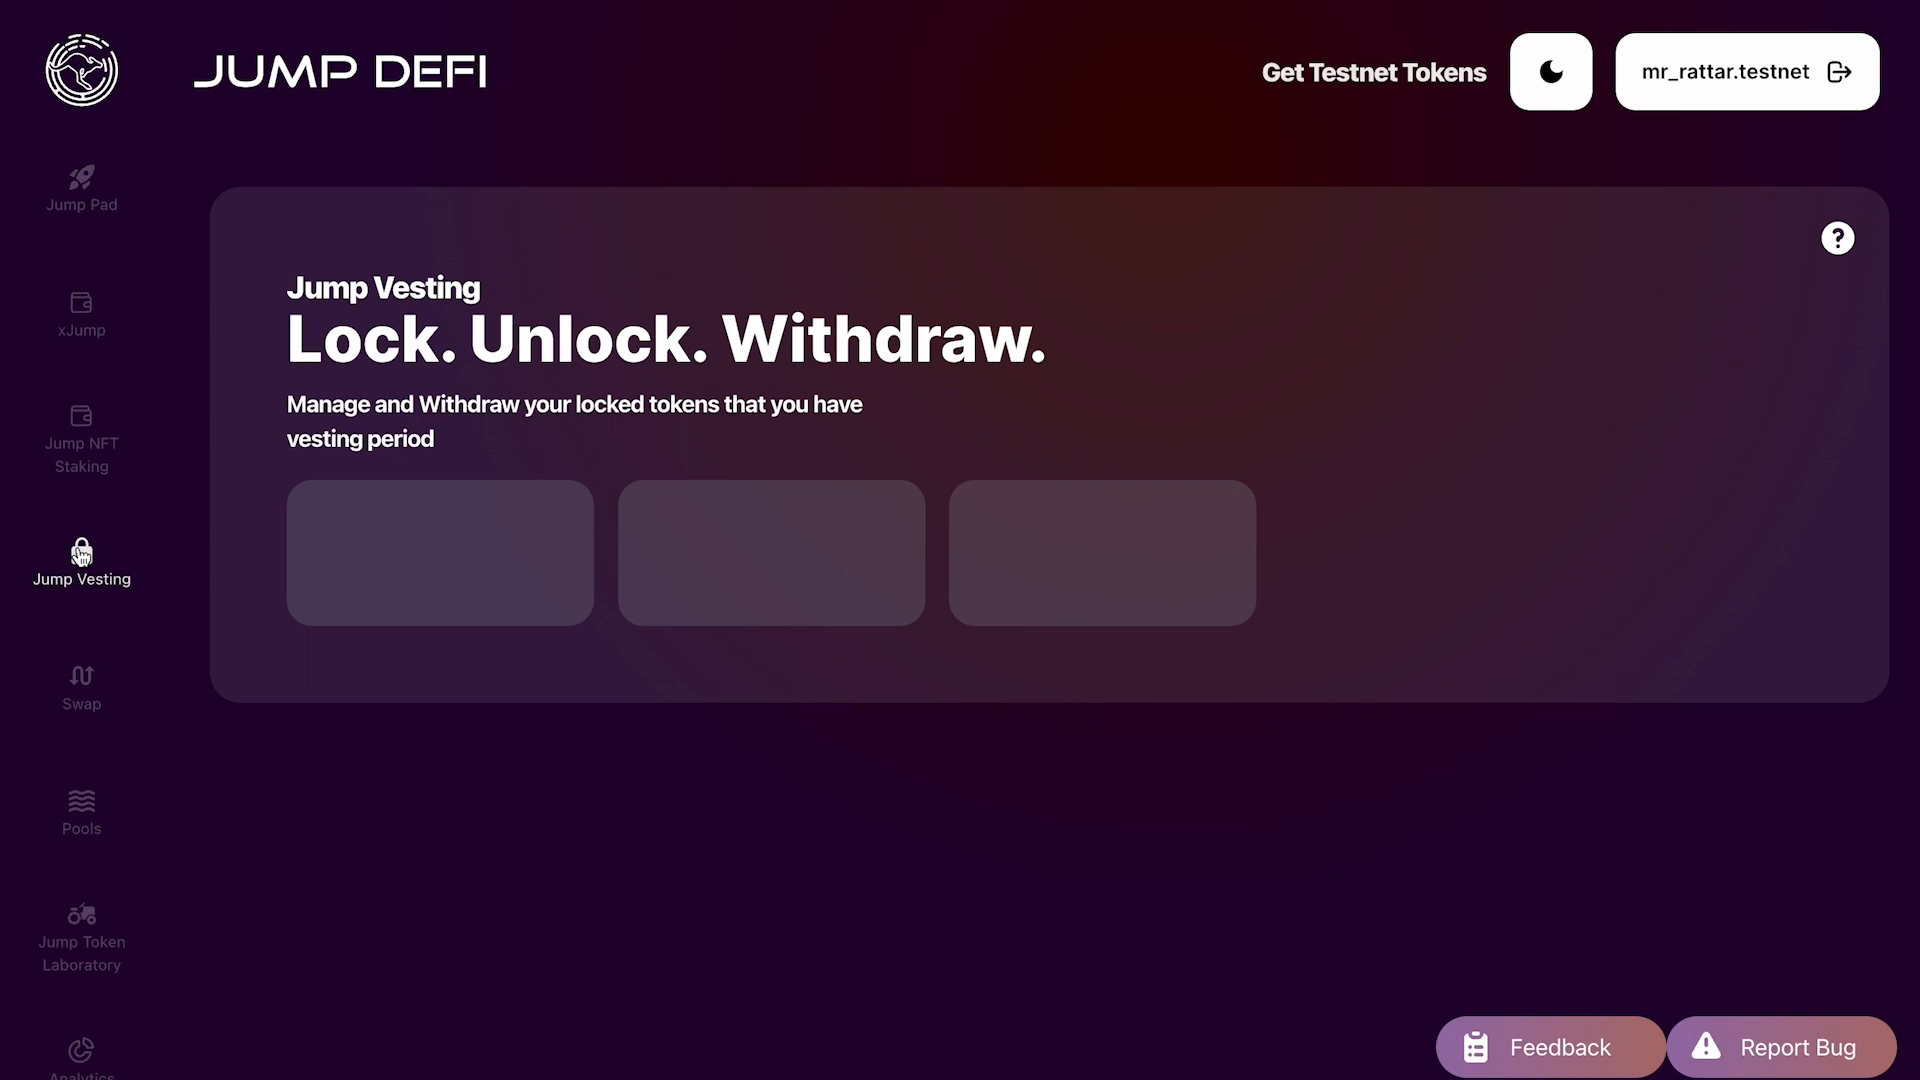 JUMP DEFI
Get Testnet Tokens
mr_rattar.testnet
Jump Pad
xJump
Jump NFT
Staking
Jump Vesting
Swap
Pools
Jump Token
Laboratory
Analytics
?
Jump Vesting
Lock. Unlock. Withdraw.
Manage and Withdraw your locked tokens that you have
vesting period
Feedback
Report Bug